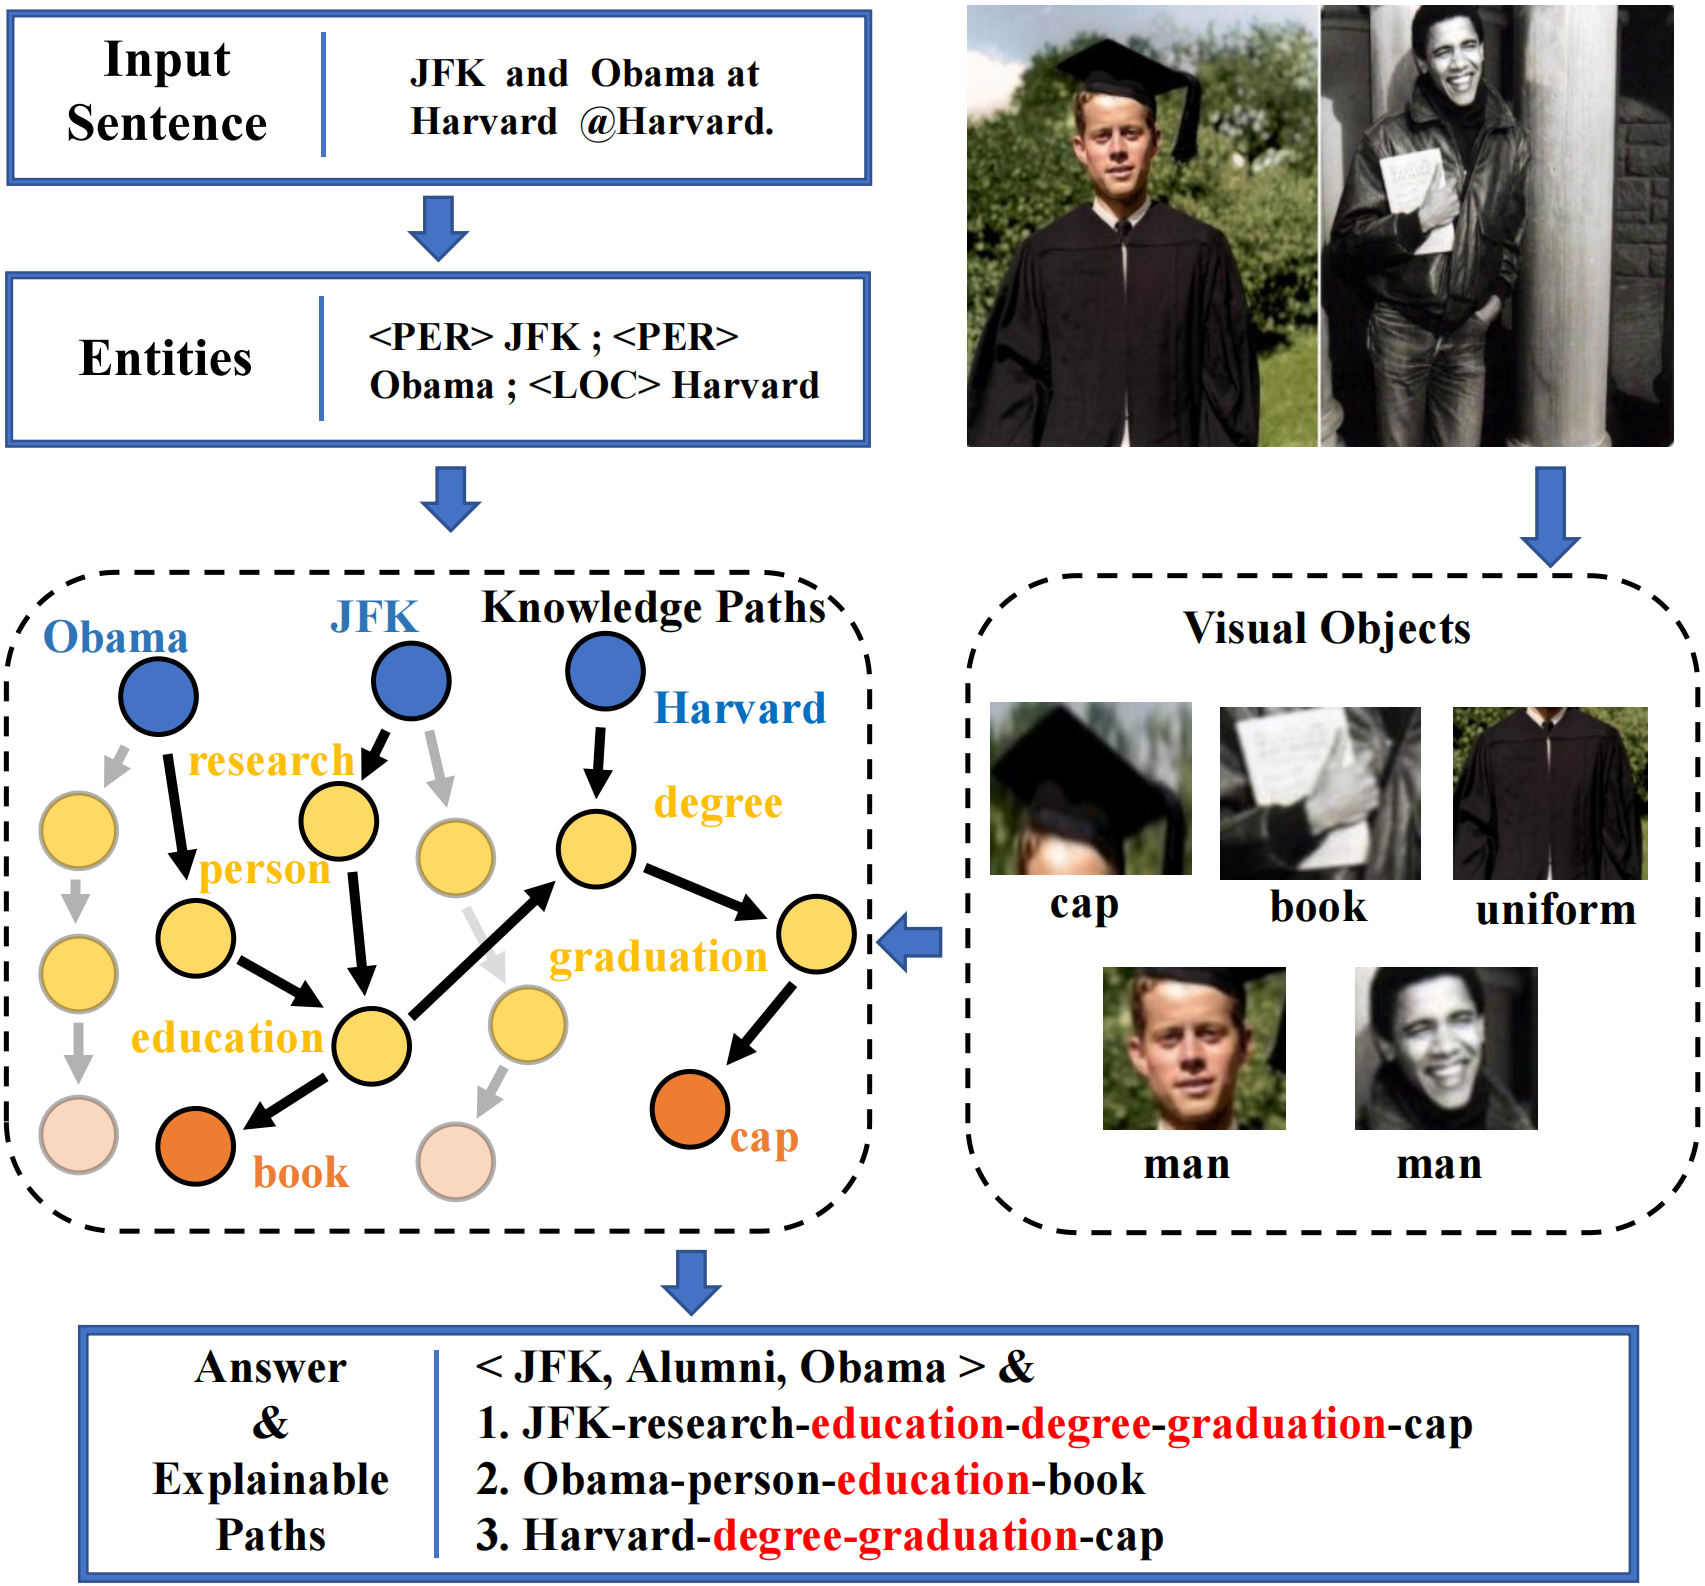 Input
Sentence
JFK and Obama at
Harvard @Harvard.
Entities
<PER> JFK ; <PER>
Obama ; <LOC> Harvard
Knowledge Paths
Obama
JFK
Harvard
research
degree
person
graduation
education
book
cap
Visual Objects
cap
book
uniform
man
man
Answer
&
Explainable
Paths
< JFK, Alumni, Obama > &
1. JFK-research-education-degree-graduation-cap
2. Obama-person-education-book
3. Harvard-degree-graduation-cap